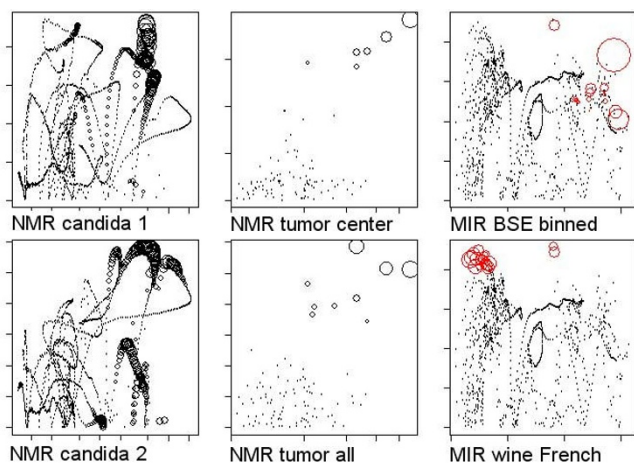 NMR candida 1
NMR tumor center
MIR BSE binned
NMR candida 2
NMR tumor all
MIR wine French